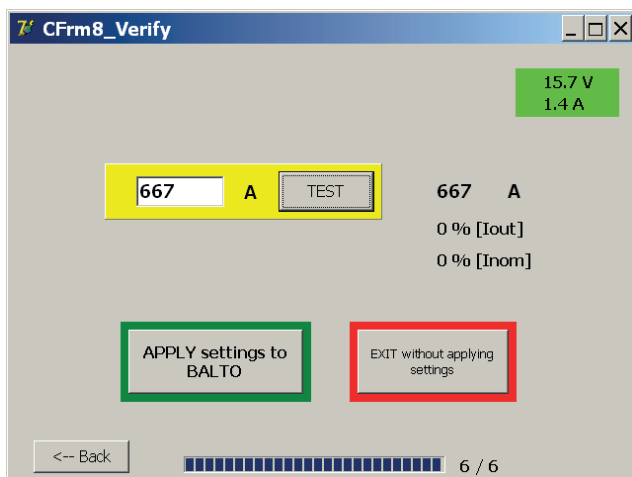 CFrm8_Verify
15.7 V
1.4 A
667 A TEST 667 A
0 % [Iout]
0 % [Inom]
APPLY settings to
BALTO
EXIT without applying
settings
<-- Back
6 / 6